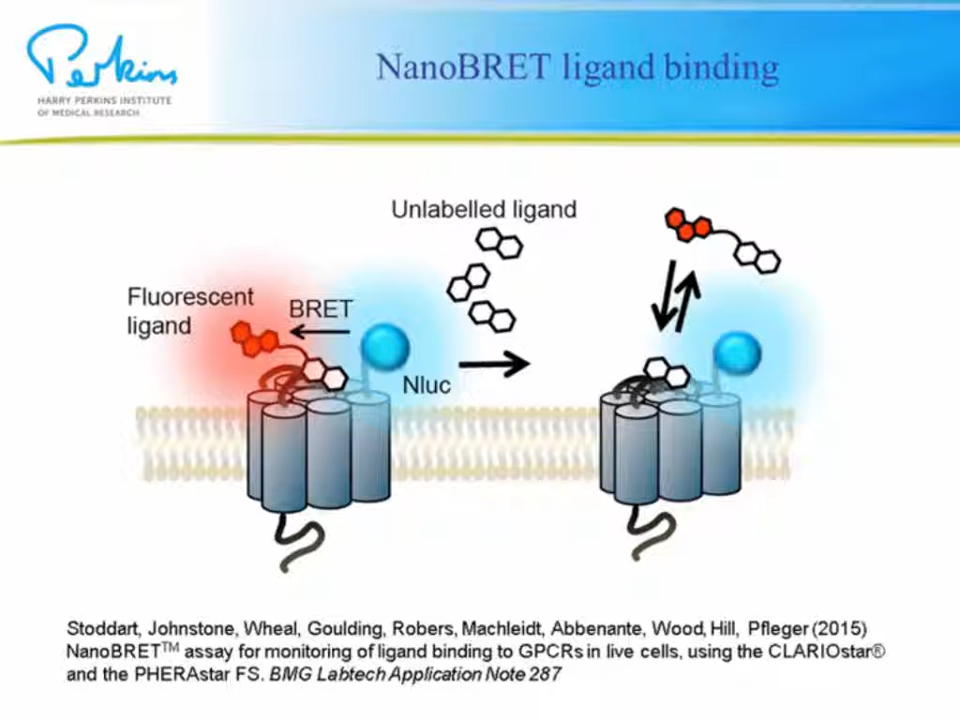 Perkins
HARRY PERKINS INSTITUTE
OF MEDICAL RESEARCH
NanoBRET ligand binding
Unlabelled ligand
Fluorescent
ligand
BRET
Nluc
Stoddart, Johnstone, Wheal, Goulding, Robers, Machleidt, Abbenante, Wood, Hill, Pfleger (2015)
NanoBRET™ assay for monitoring of ligand binding to GPCRs in live cells, using the CLARIOstar®
and the PHERAstar FS. BMG Labtech Application Note 287